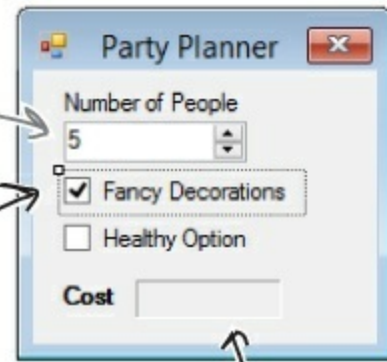 Party Planner
Number of People
5
Fancy Decorations
Healthy Option
Cost